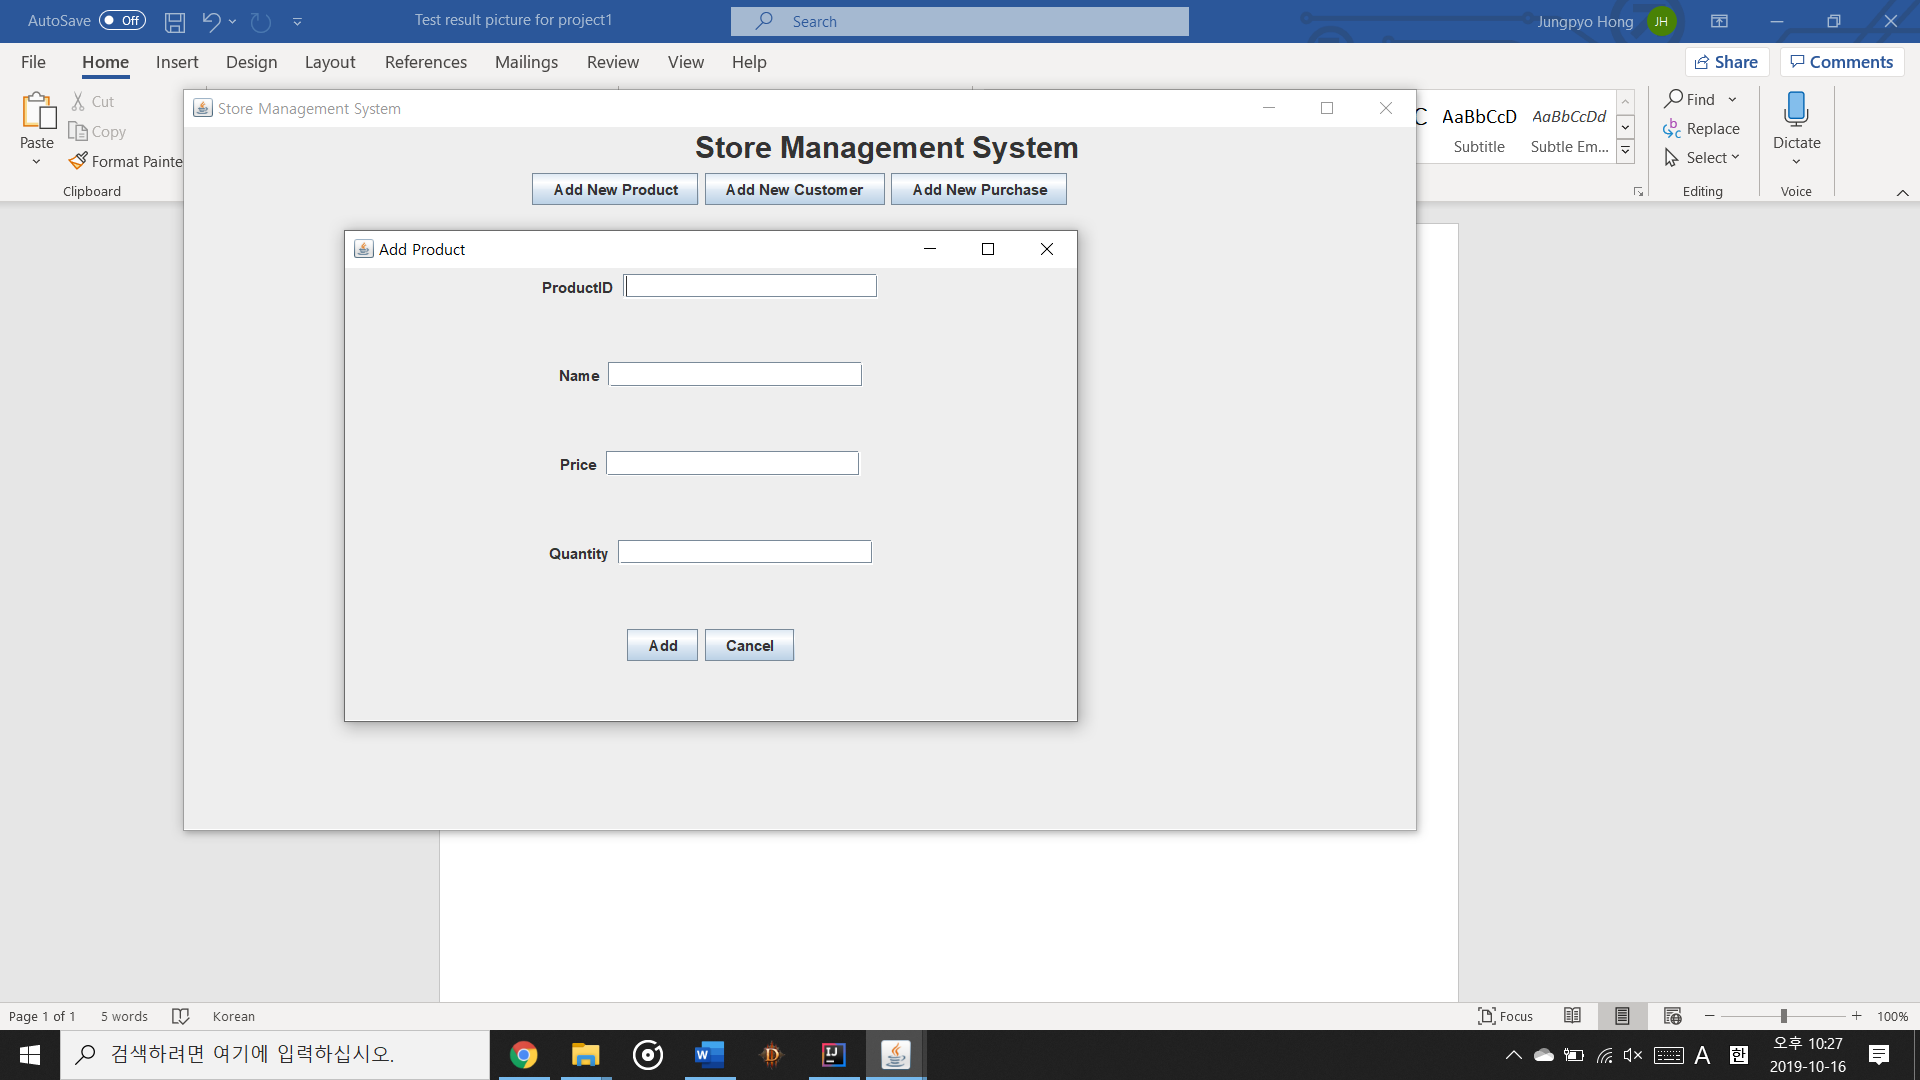 AutoSave Off
Test result picture for project1
Search
Jungpyo Hong JH
File Home Insert Design Layout References Mailings Review View Help
Share Comments
Paste
Cut
Copy
Format Painte
Clipboard
AaBbCcD AaBbCcDd
Subtitle Subtle Em...
Find
Replace
Select
Editing
Dictate
Voice
Store Management System
Store Management System
Add New Product Add New Customer Add New Purchase
Add Product
ProductID
Name
Price
Quantity
Add Cancel
Page 1 of 1 5 words Korean
Focus
100%
검색하려면 여기에 입력하십시오.
A 한
오후 10:27
2019-10-16